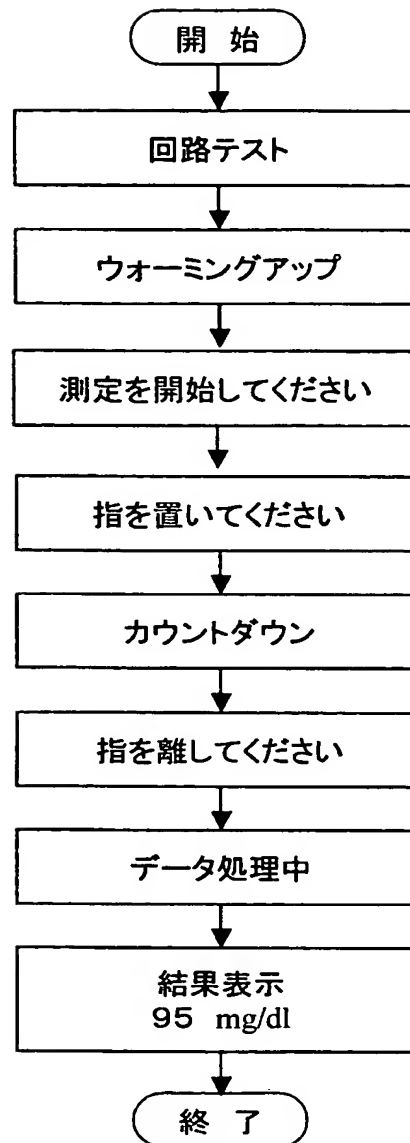 開 始
回路テスト
ウォーミングアップ
測定を開始してください
指を置いてください
カウントダウン
指を離してください
データ処理中
結果表示
95 mg/dl
終 了